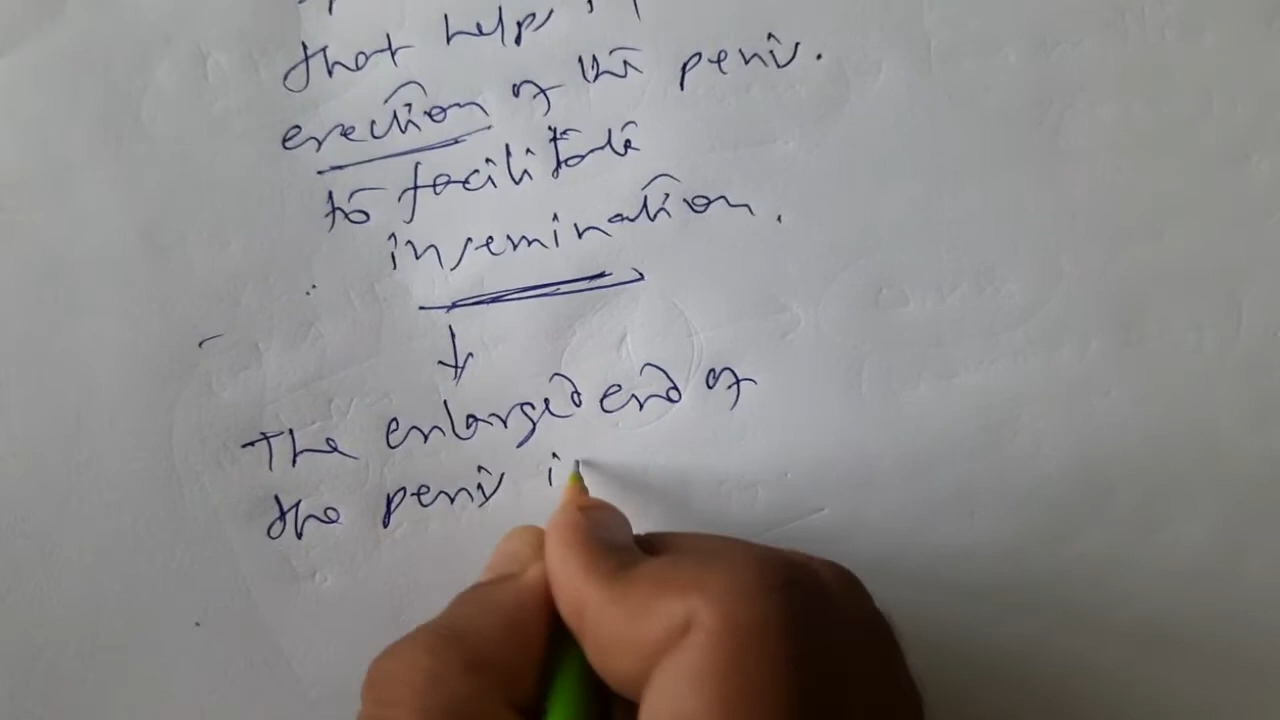 that helps
erection of the penis.
to facilitate
insemination.
The enlarged end of
the penis i